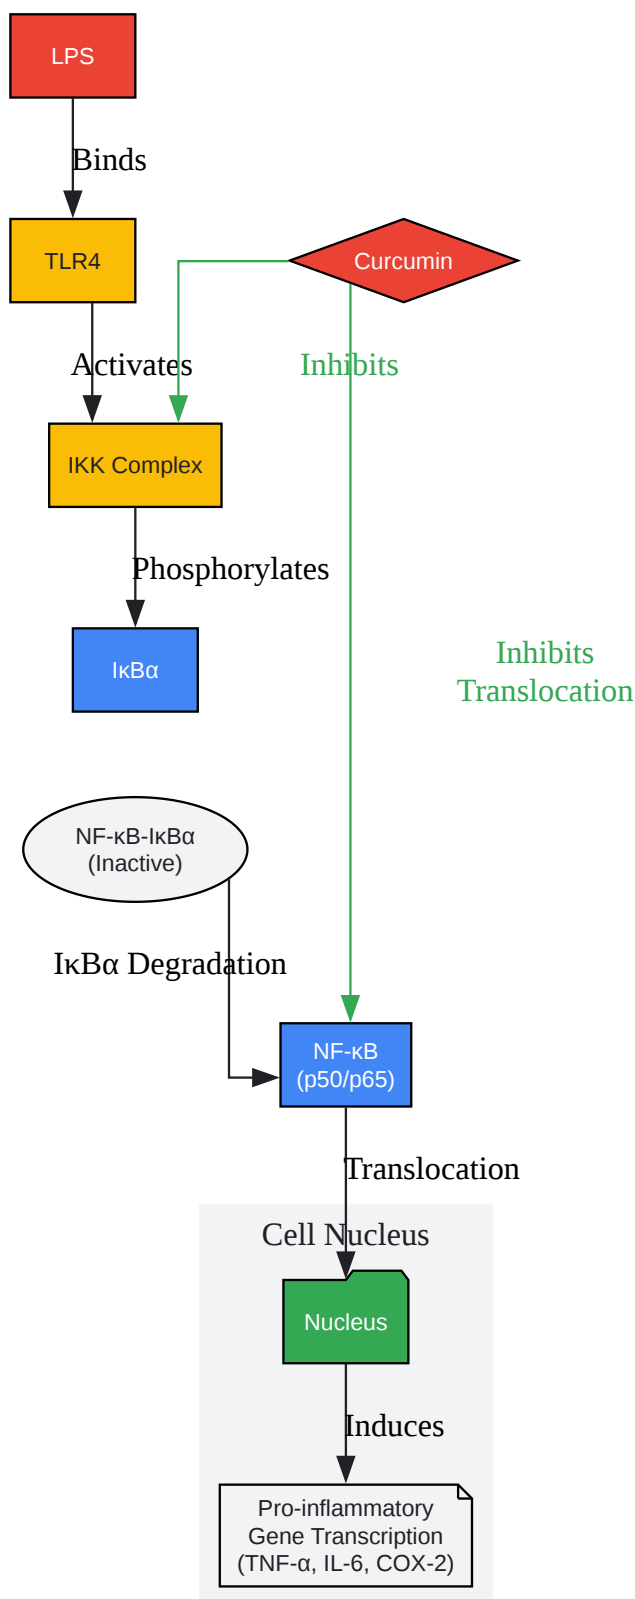 LPS
Binds
TLR4
Curcumin
Activates
Inhibits
IKK Complex
Phosphorylates
IκBα
Inhibits
Translocation
NF-κB-IκBα
(Inactive)
IκBα Degradation
NF-κB
(p50/p65)
Translocation
Cell Nucleus
Nucleus
Induces
Pro-inflammatory
Gene Transcription
(TNF-α, IL-6, COX-2)